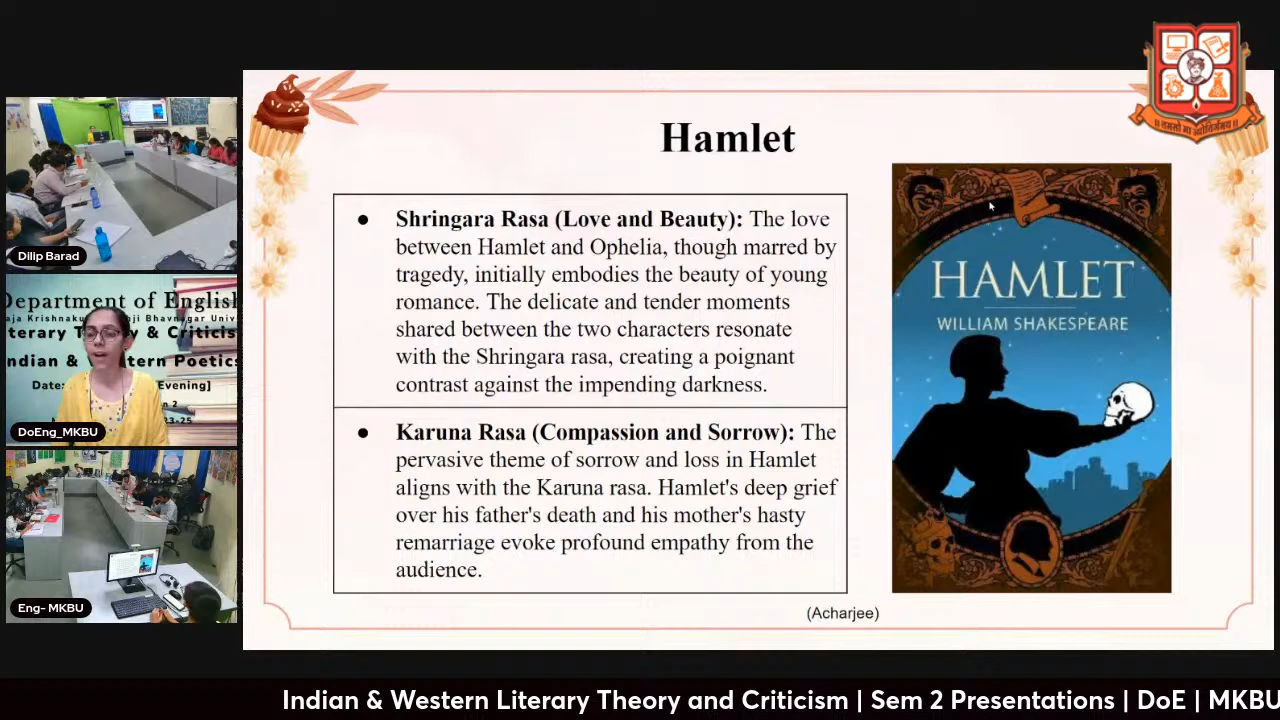 Hamlet
● Shringara Rasa (Love and Beauty): The love
between Hamlet and Ophelia, though marred by
tragedy, initially embodies the beauty of young
romance. The delicate and tender moments
shared between the two characters resonate
with the Shringara rasa, creating a poignant
contrast against the impending darkness.
● Karuna Rasa (Compassion and Sorrow): The
pervasive theme of sorrow and loss in Hamlet
aligns with the Karuna rasa. Hamlet's deep grief
over his father's death and his mother's hasty
remarriage evoke profound empathy from the
audience.
(Acharjee)
HAMLET
WILLIAM SHAKESPEARE
॥ तमसो मा ज्योतिर्गमय ॥
Dilip Barad
Department of English
Date: Evening]
23-25
DoEng_MKBU
Eng- MKBU
Indian & Western Literary Theory and Criticism | Sem 2 Presentations | DoE | MKBU